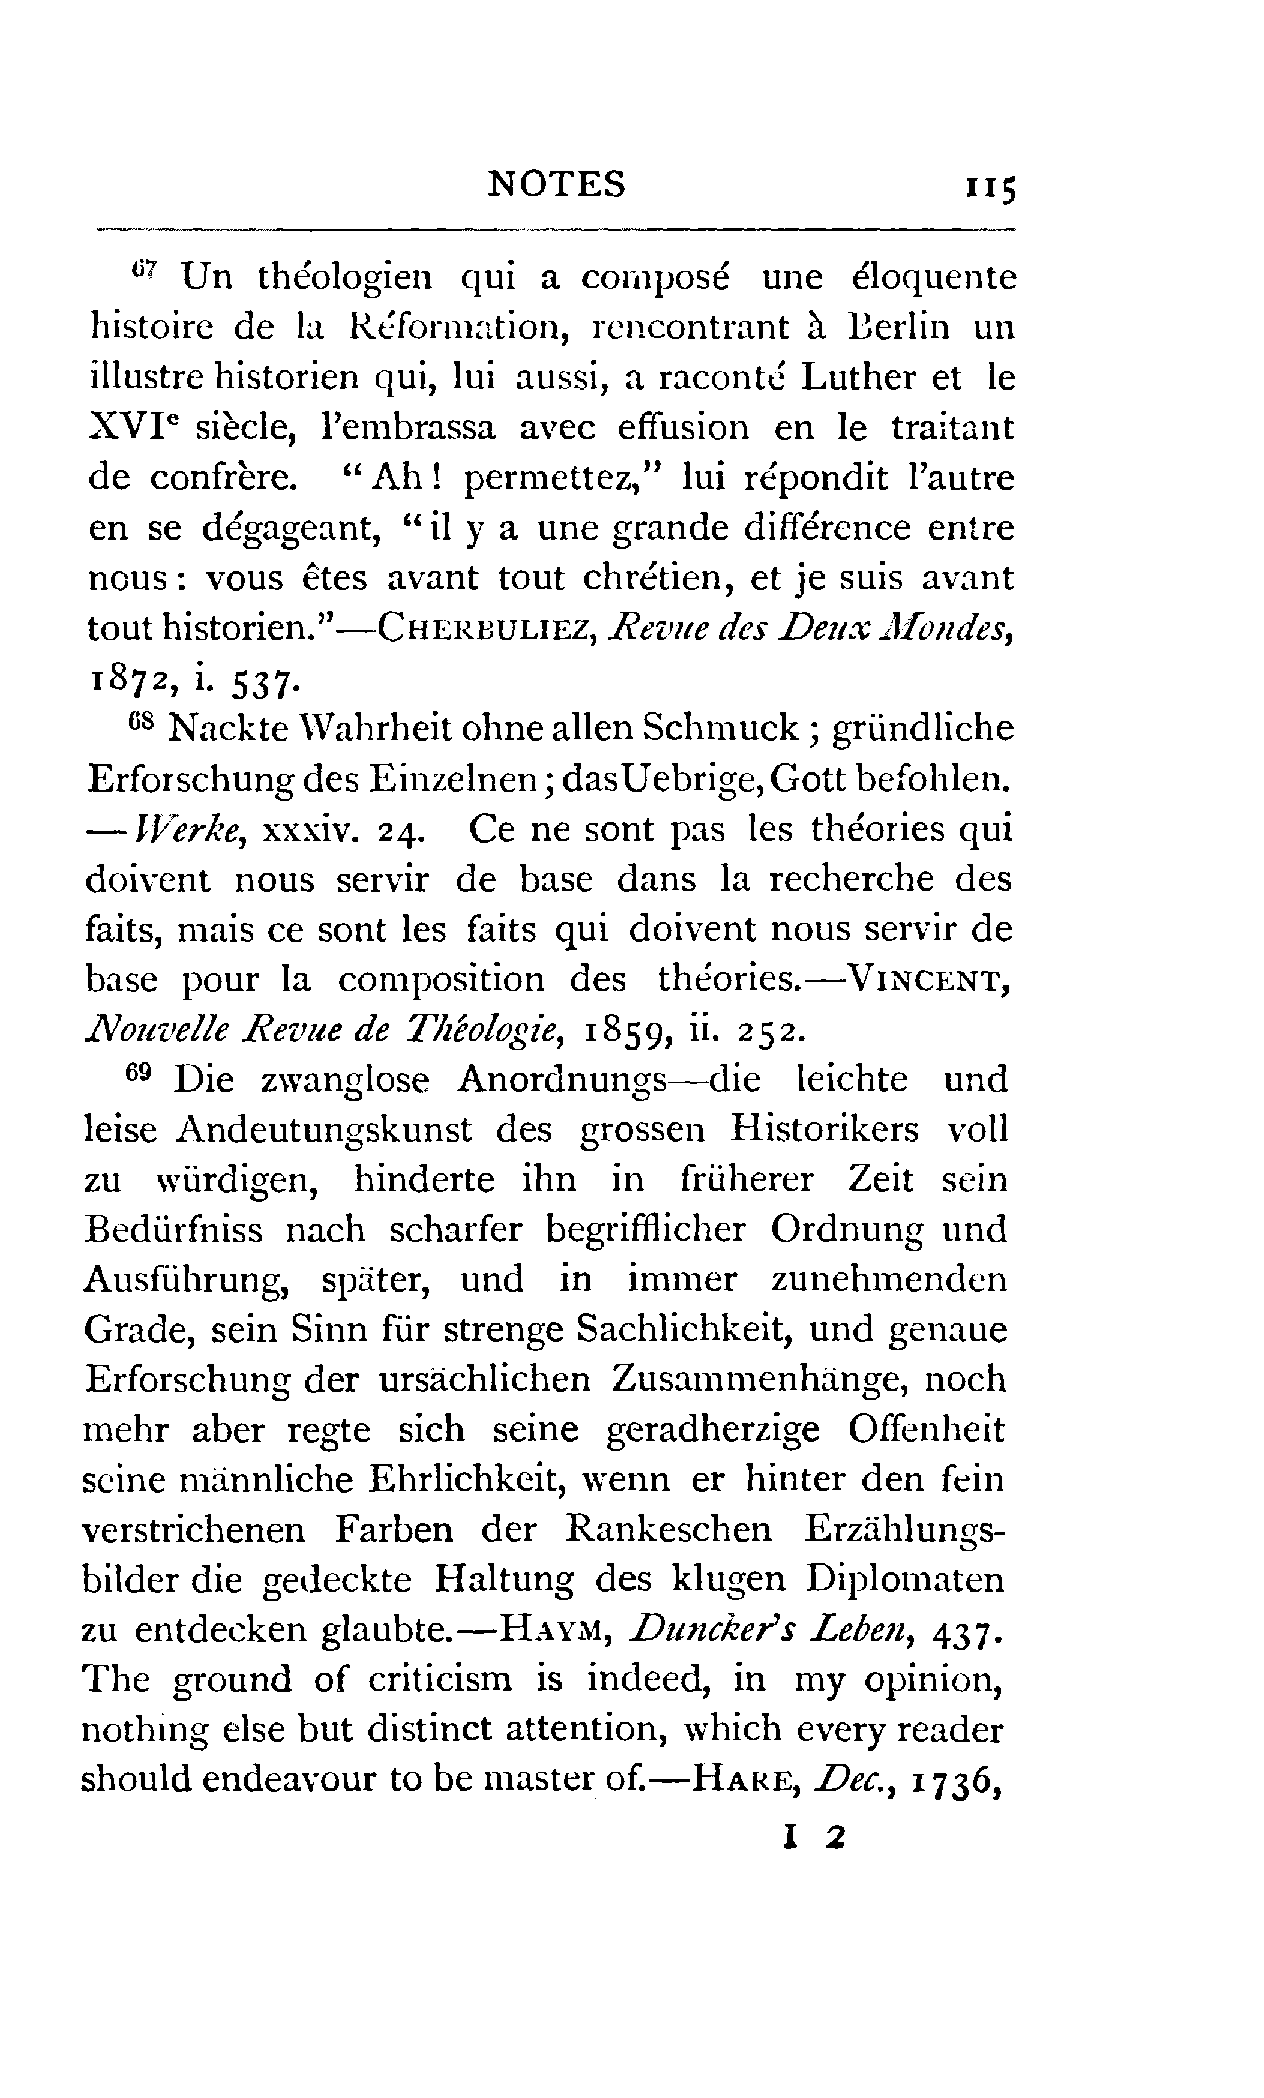 NOTES 115
67 Un théologien qui a composé une éloquente
histoire de la Réformation, rencontrant à Berlin un
illustre historien qui, lui aussi, a raconté Luther et le
XVIe siècle, l'embrassa avec effusion en le traitant
de confrère. "Ah! permettez," lui répondit l'autre
en se dégageant, "il y a une grande différence entre
nous: vous êtes avant tout chrétien, et je suis avant
tout historien."—CHERBULIEZ, Revue des Deux Mondes,
1872, i. 537.
68 Nackte Wahrheit ohne allen Schmuck; gründliche
Erforschung des Einzelnen; das Uebrige, Gott befohlen.
—Werke, xxxiv. 24. Ce ne sont pas les théories qui
doivent nous servir de base dans la recherche des
faits, mais ce sont les faits qui doivent nous servir de
base pour la composition des théories.—VINCENT,
Nouvelle Revue de Théologie, 1859, ii. 252.
69 Die zwanglose Anordnungs—die leichte und
leise Andeutungskunst des grossen Historikers voll
zu würdigen, hinderte ihn in früherer Zeit sein
Bedürfniss nach scharfer begrifflicher Ordnung und
Ausführung, später, und in immer zunehmenden
Grade, sein Sinn für strenge Sachlichkeit, und genaue
Erforschung der ursächlichen Zusammenhänge, noch
mehr aber regte sich seine geradherzige Offenheit
seine männliche Ehrlichkeit, wenn er hinter den fein
verstrichenen Farben der Rankeschen Erzählungs-
bilder die gedeckte Haltung des klugen Diplomaten
zu entdecken glaubte.—HAYM, Duncker's Leben, 437.
The ground of criticism is indeed, in my opinion,
nothing else but distinct attention, which every reader
should endeavour to be master of.—HARE, Dec., 1736,
I 2